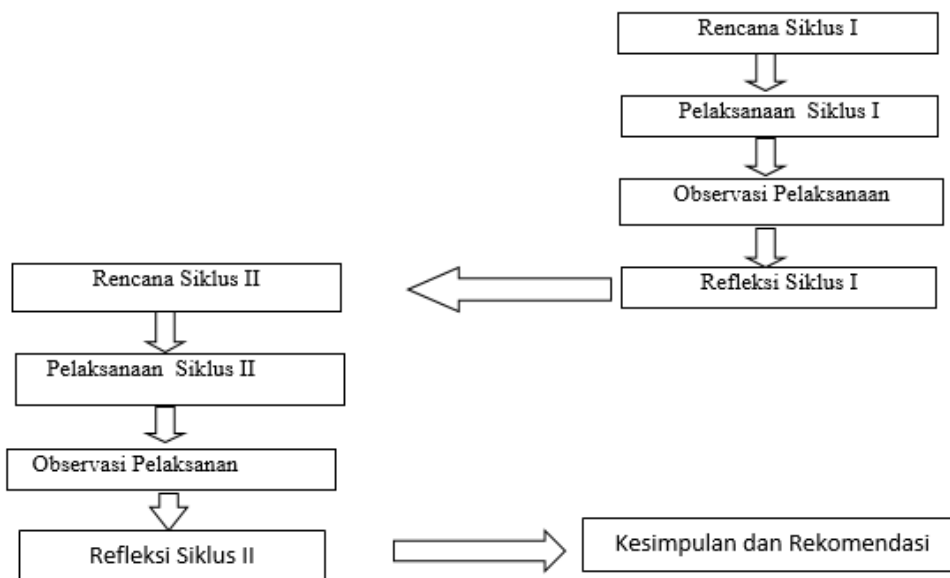 Rencana Siklus I
Pelaksanaan Siklus I
Observasi Pelaksanaan
Refleksi Siklus I
Rencana Siklus II
Pelaksanaan Siklus II
Observasi Pelaksanan
Refleksi Siklus II
Kesimpulan dan Rekomendasi